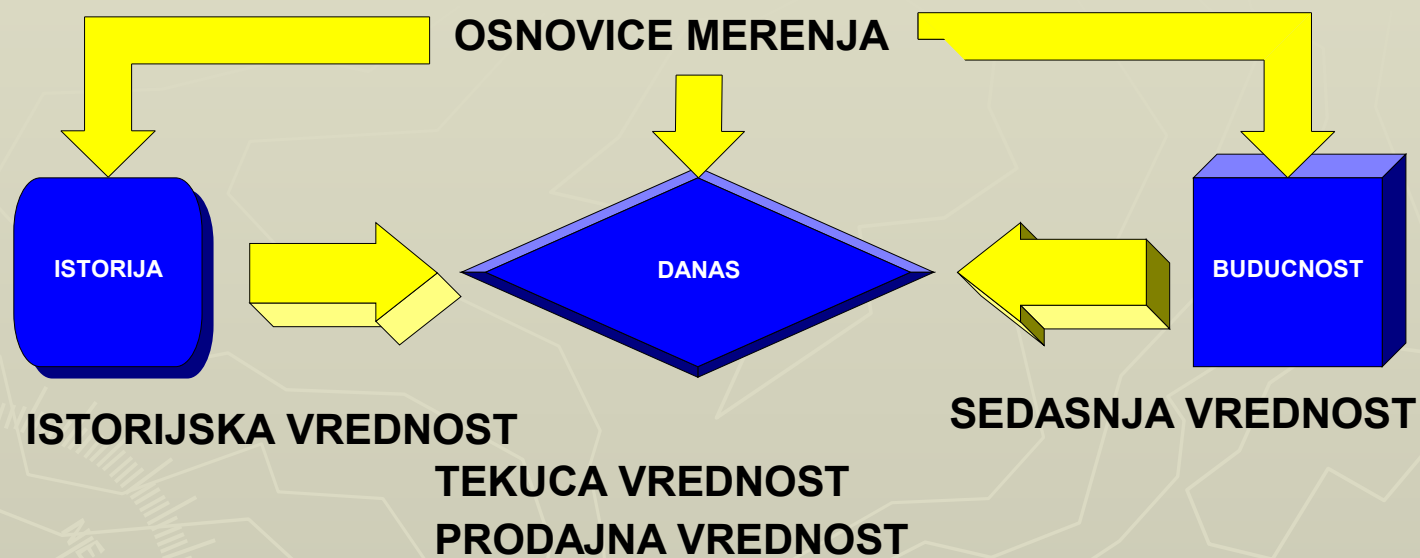 OSNOVICE MERENJA
ISTORIJA
DANAS
BUDUCNOST
ISTORIJSKA VREDNOST
SEDASNJA VREDNOST
TEKUCA VREDNOST
PRODAJNA VREDNOST